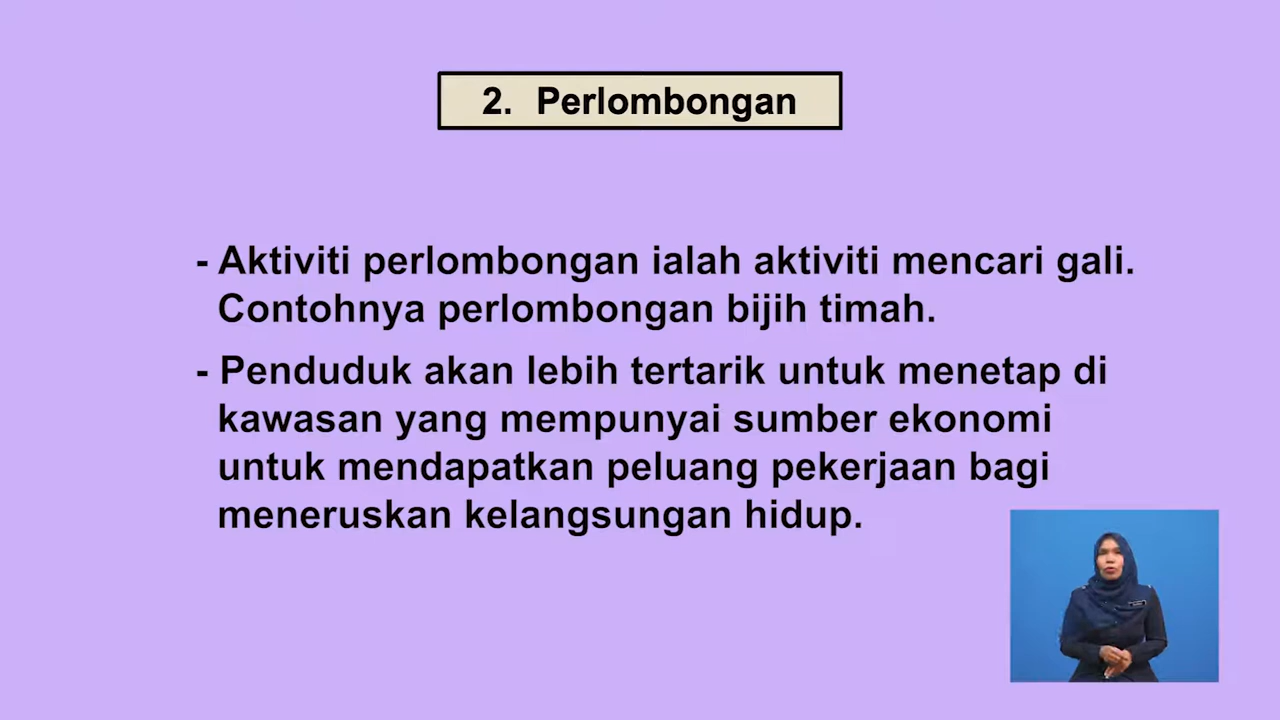 2. Perlombongan
- Aktiviti perlombongan ialah aktiviti mencari gali.
Contohnya perlombongan bijih timah.
- Penduduk akan lebih tertarik untuk menetap di
kawasan yang mempunyai sumber ekonomi
untuk mendapatkan peluang pekerjaan bagi
meneruskan kelangsungan hidup.